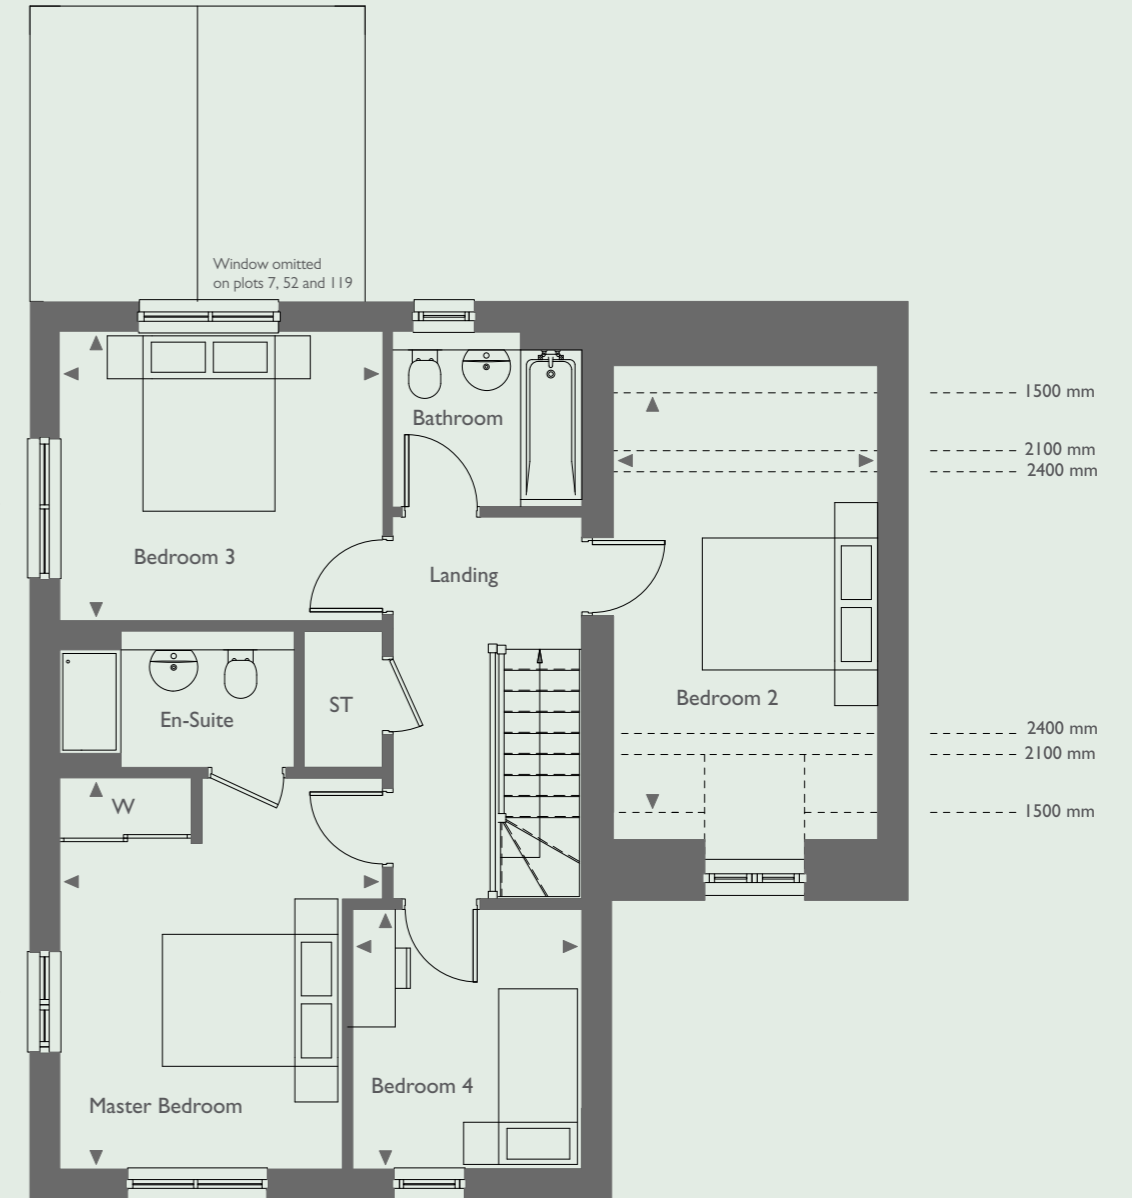 Window omitted
on plots 7, 52 and 119
1500 mm
Bathroom
2100 mm
2400 mm
Bedroom 3
Landing
Bedroom 2
ST
En-Suite
2400 mm
2100 mm
W
1500 mm
Bedroom 4
Master Bedroom